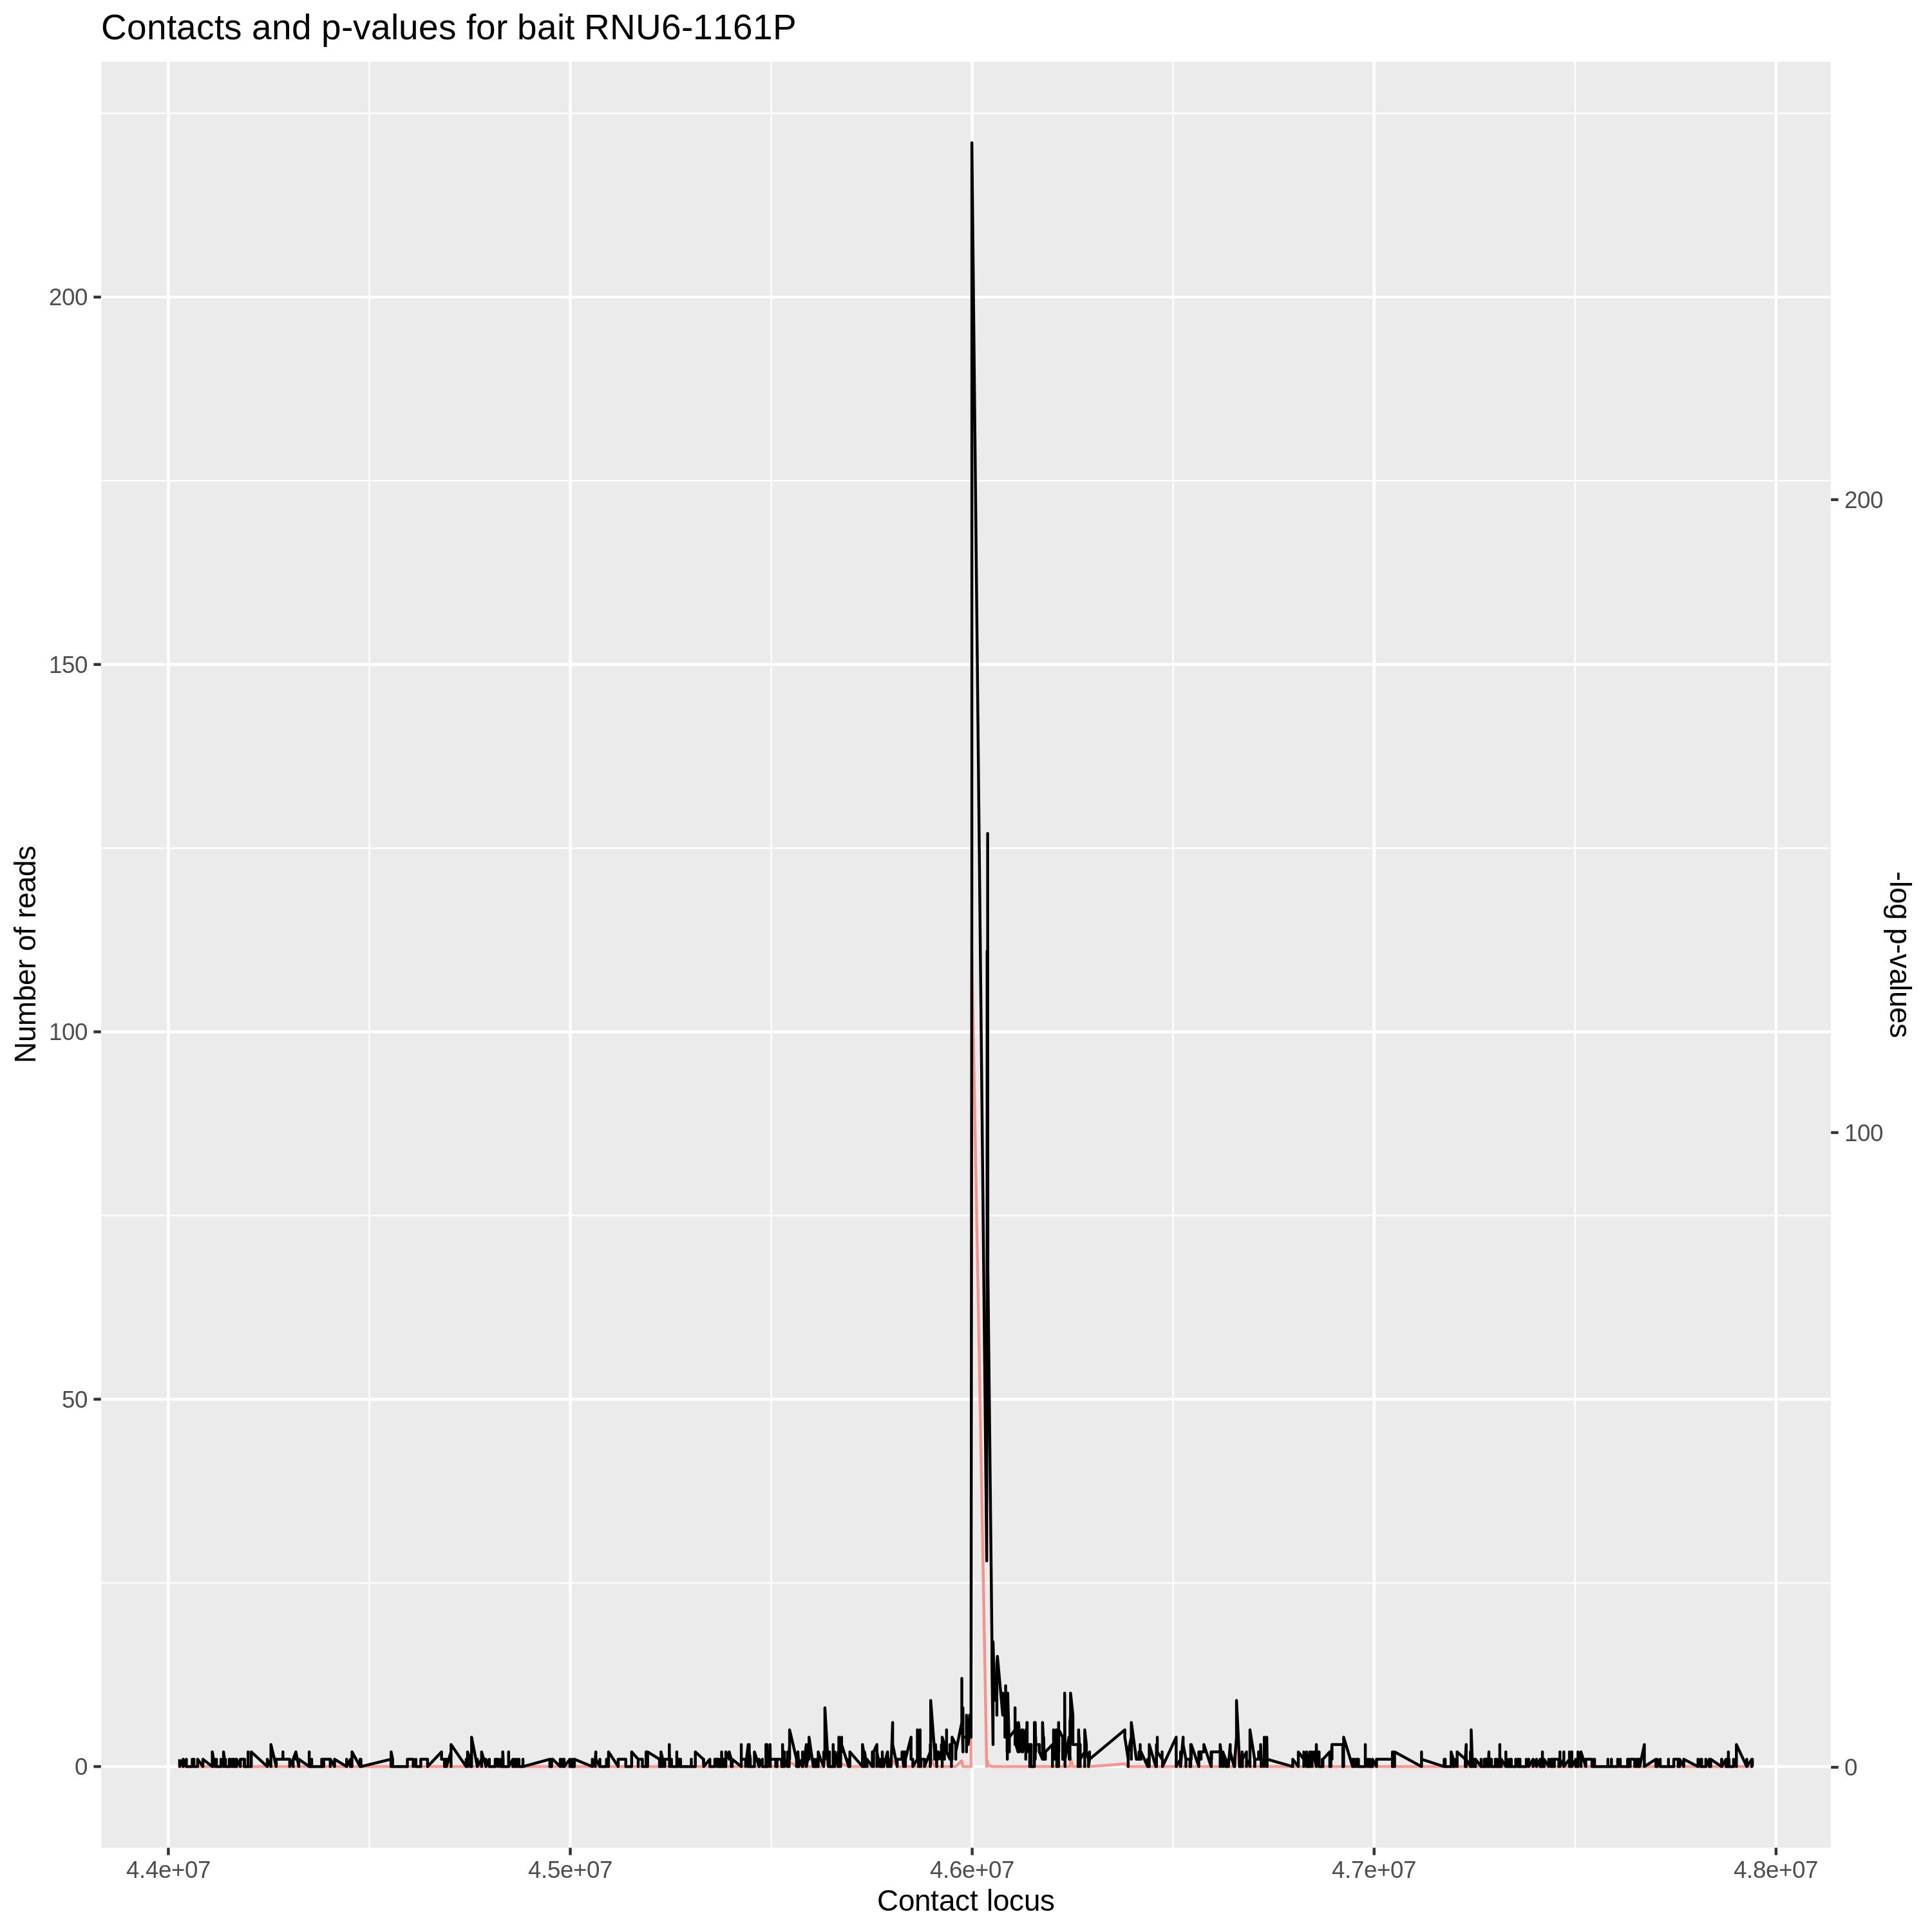 Contacts and p-values for bait RNU6-1161P
200
150
100
50
0
Number of reads
200
100
0
-log p-values
4.4e+07
4.5e+07
4.6e+07
4.7e+07
4.8e+07
Contact locus